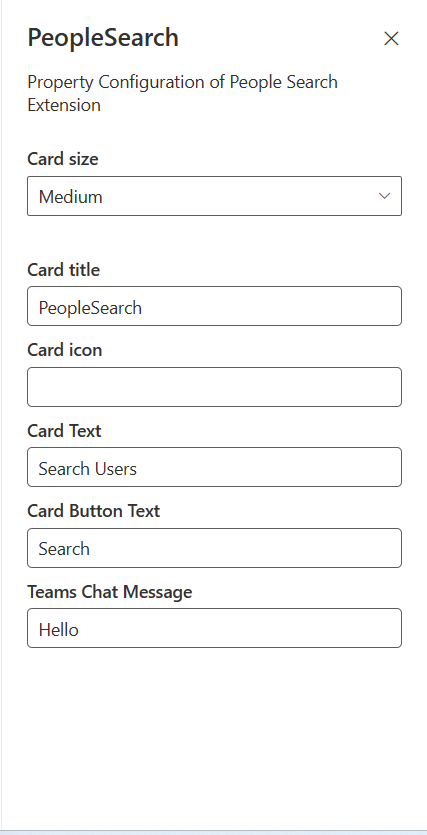 PeopleSearch
Property Configuration of People Search
Extension
Card size
Medium
Card title
PeopleSearch
Card icon
Card Text
Search Users
Card Button Text
Search
Teams Chat Message
Hello